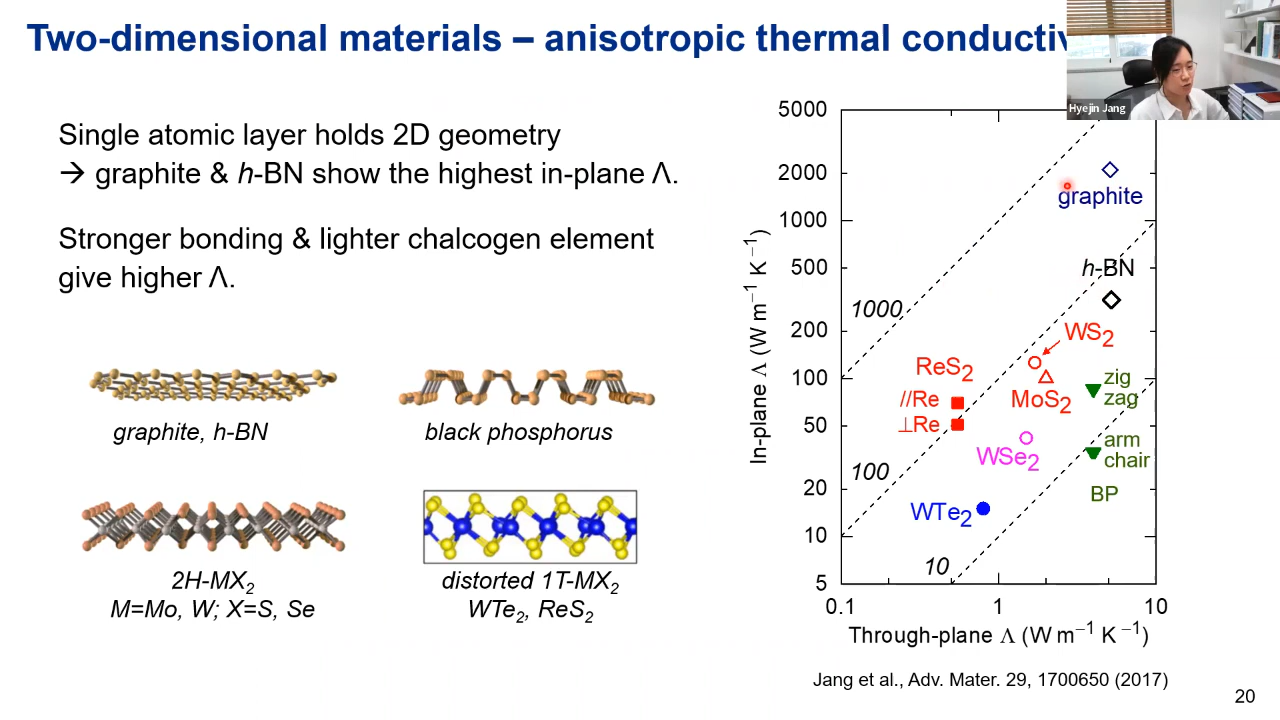 Two-dimensional materials – anisotropic thermal conductiv
Hyejin Jang
Single atomic layer holds 2D geometry
→ graphite & h-BN show the highest in-plane Λ.
Stronger bonding & lighter chalcogen element
give higher Λ.
graphite, h-BN
black phosphorus
2H-MX₂
M=Mo, W; X=S, Se
distorted 1T-MX₂
WTe₂, ReS₂
In-plane Λ (W m⁻¹ K⁻¹)
5000
2000
1000
500
200
100
50
20
10
5
1000
100
10
graphite
h-BN
WS₂
ReS₂
//Re
⊥Re
MoS₂
zig
zag
WSe₂
arm
chair
BP
WTe₂
0.1
1
10
Through-plane Λ (W m⁻¹ K⁻¹)
Jang et al., Adv. Mater. 29, 1700650 (2017)
20